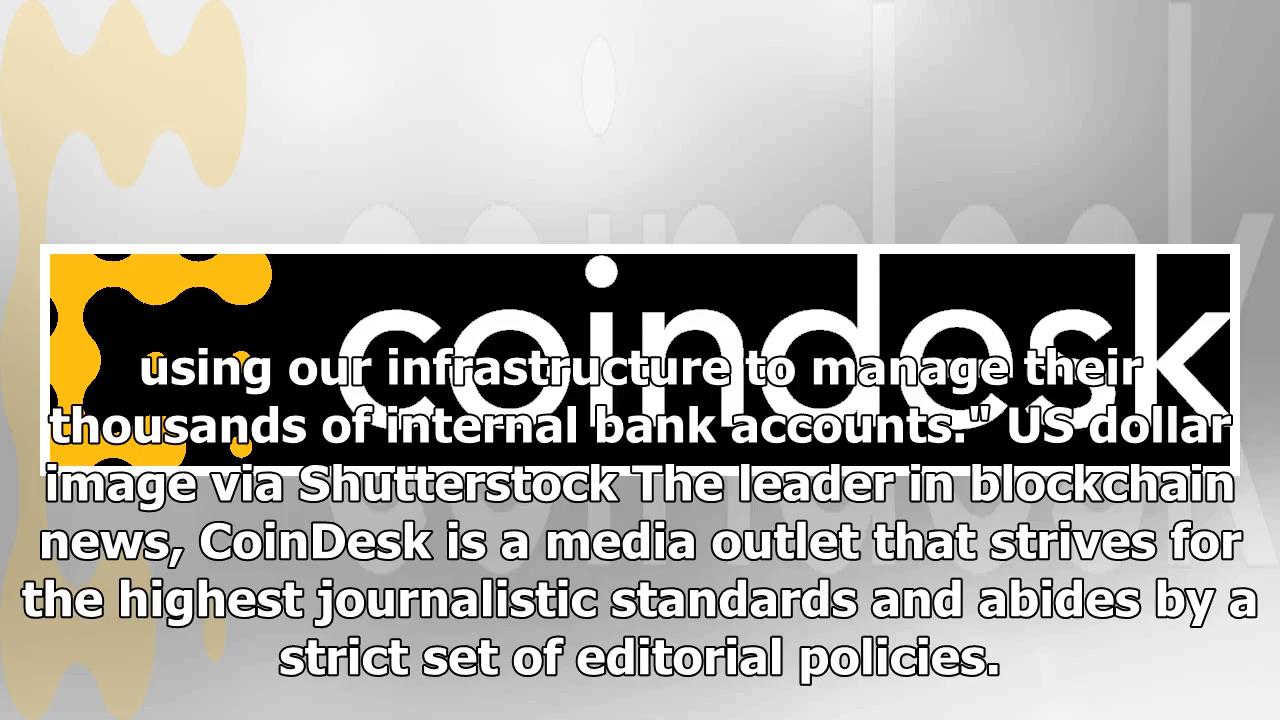 coindesk
using our infrastructure to manage their
thousands of internal bank accounts." US dollar
image via Shutterstock The leader in blockchain
news, CoinDesk is a media outlet that strives for
the highest journalistic standards and abides by a
strict set of editorial policies.